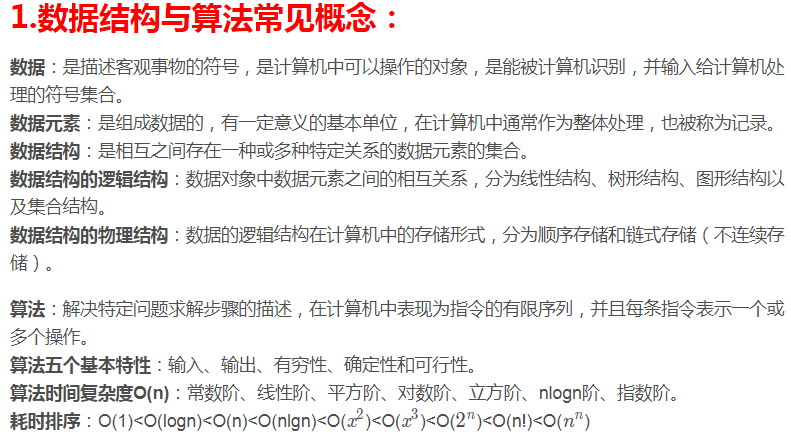 1.数据结构与算法常见概念：
数据：是描述客观事物的符号，是计算机中可以操作的对象，是能被计算机识别，并输入给计算机处
理的符号集合。
数据元素：是组成数据的，有一定意义的基本单位，在计算机中通常作为整体处理，也被称为记录。
数据结构：是相互之间存在一种或多种特定关系的数据元素的集合。
数据结构的逻辑结构：数据对象中数据元素之间的相互关系，分为线性结构、树形结构、图形结构以
及集合结构。
数据结构的物理结构：数据的逻辑结构在计算机中的存储形式，分为顺序存储和链式存储（不连续存
储）。
算法：解决特定问题求解步骤的描述，在计算机中表现为指令的有限序列，并且每条指令表示一个或
多个操作。
算法五个基本特性：输入、输出、有穷性、确定性和可行性。
算法时间复杂度O(n)：常数阶、线性阶、平方阶、对数阶、立方阶、nlogn阶、指数阶。
耗时排序：O(1)<O(logn)<O(n)<O(nlgn)<O(x²)<O(x³)<O(2ⁿ)<O(n!)<O(nⁿ)